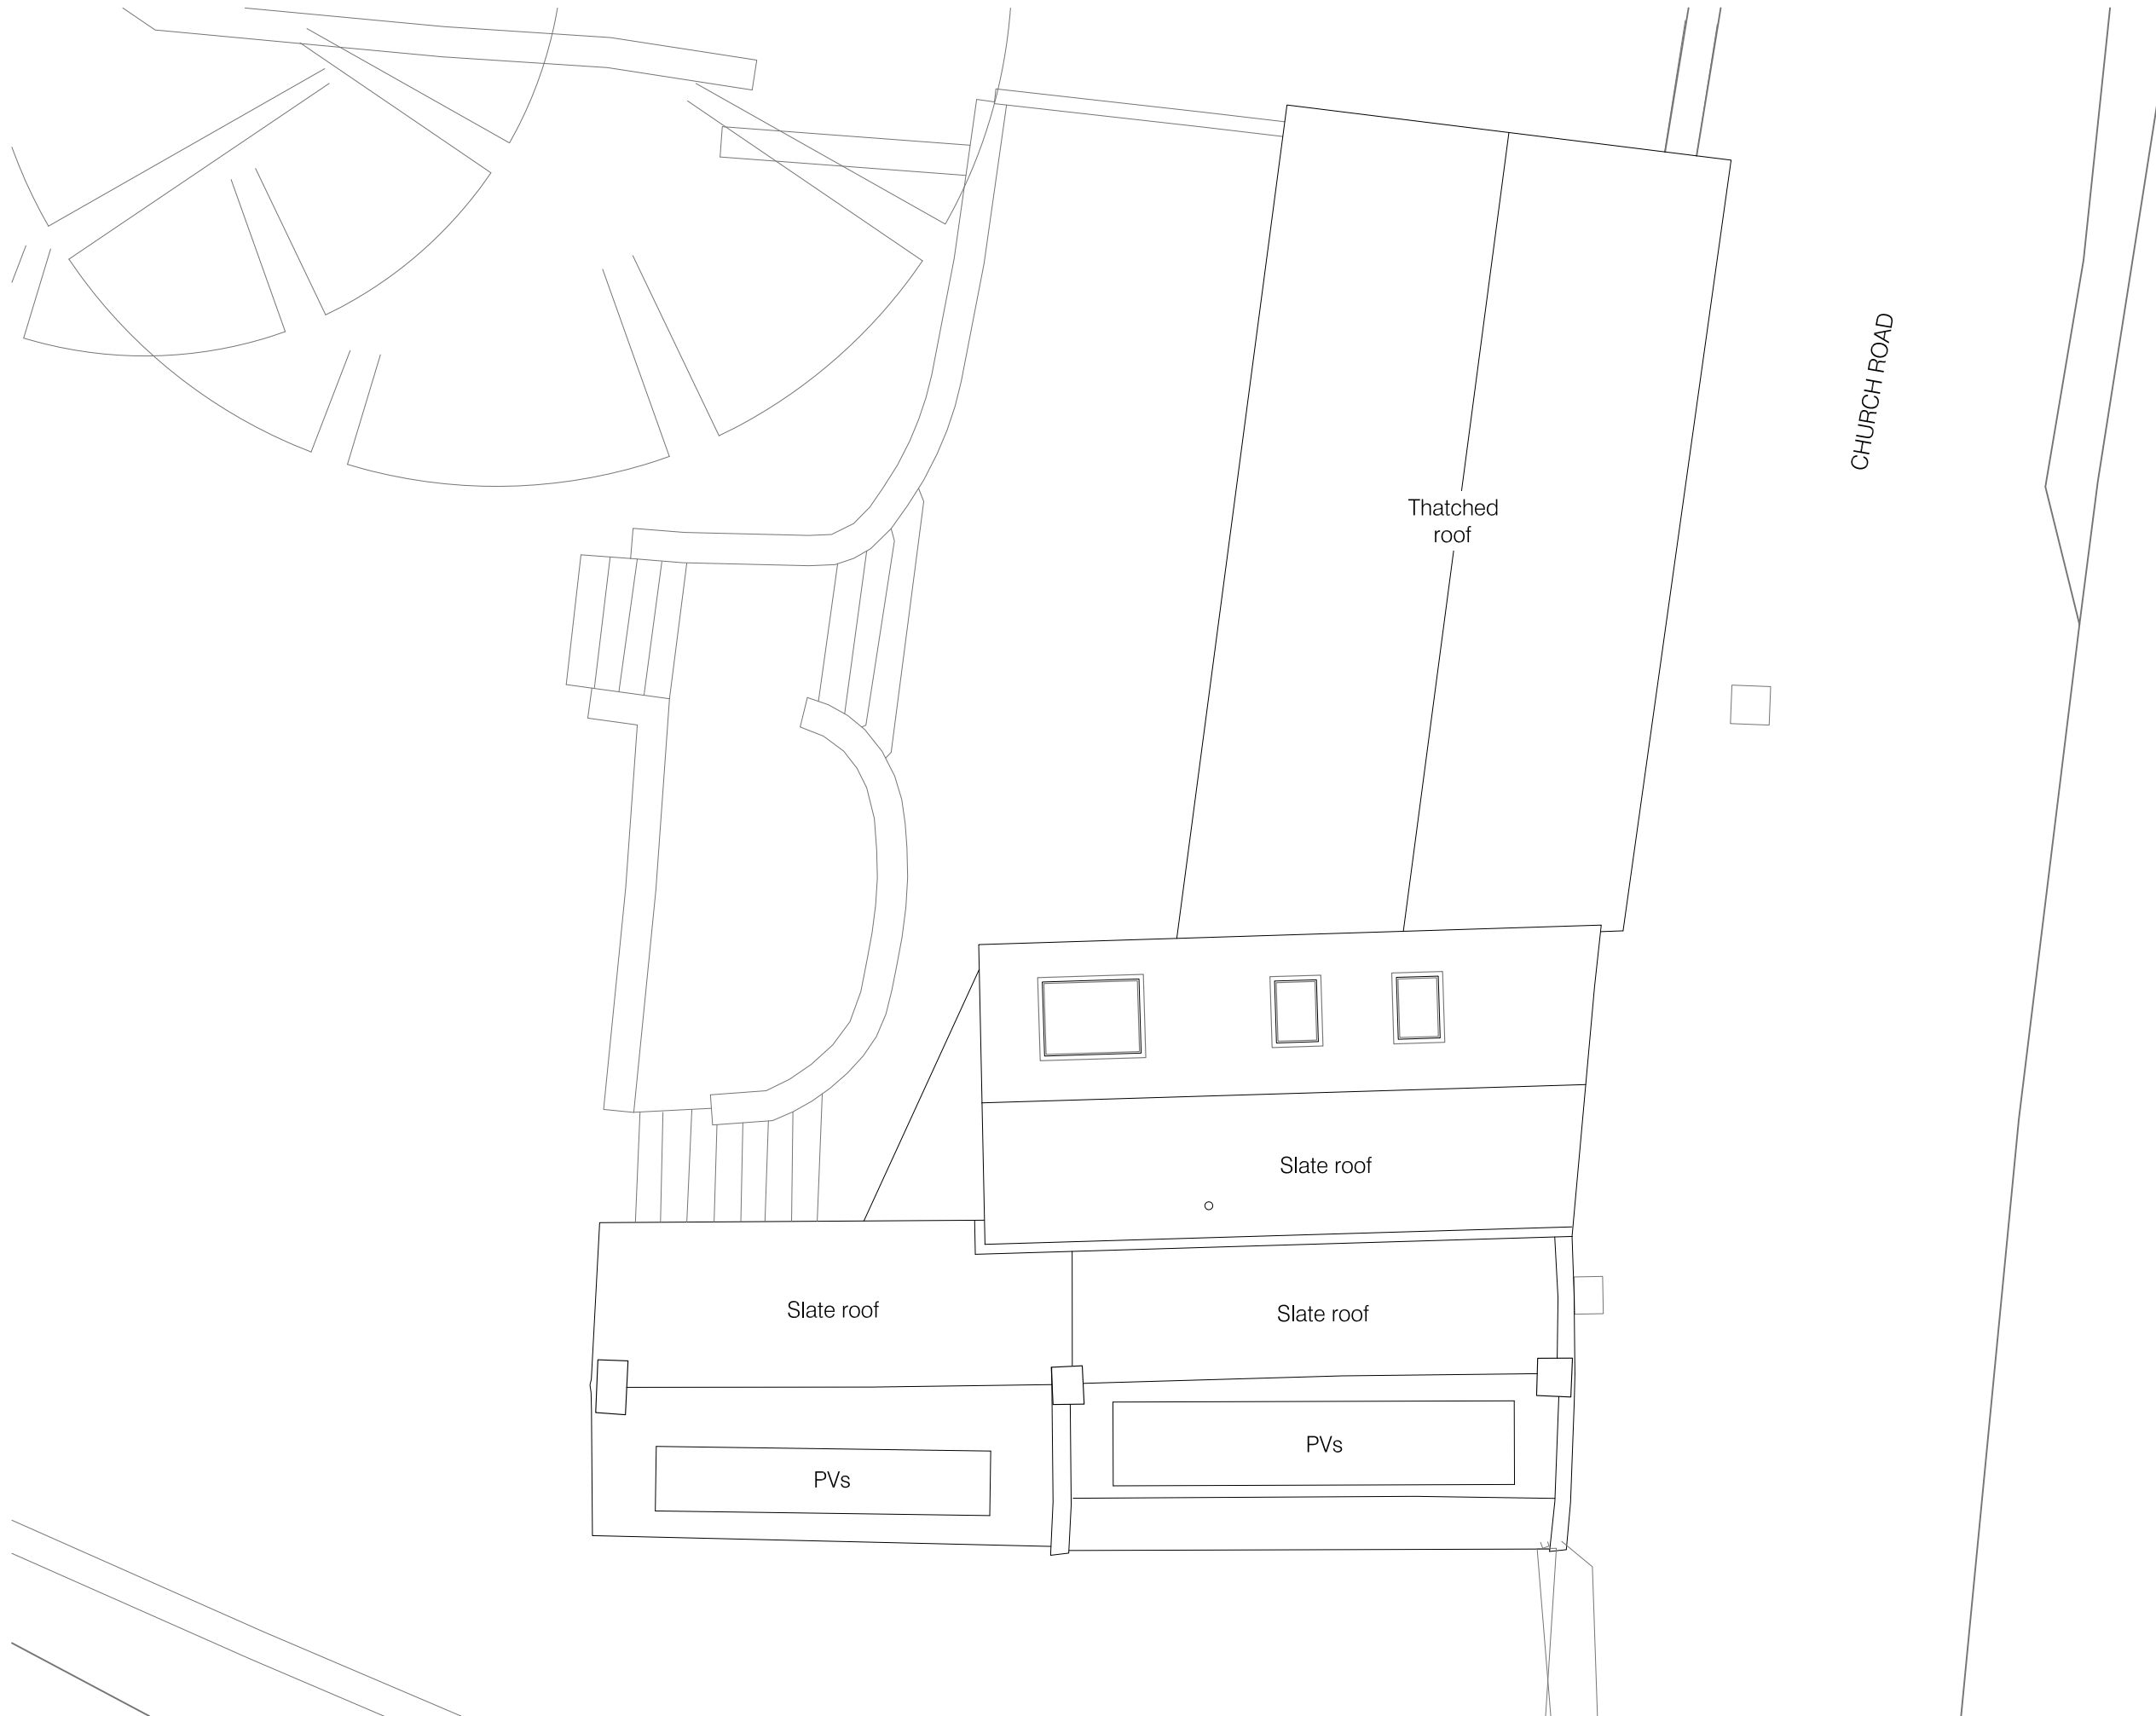 CHURCH ROAD
Thatched
roof
Slate roof
Slate roof
Slate roof
PVs
PVs